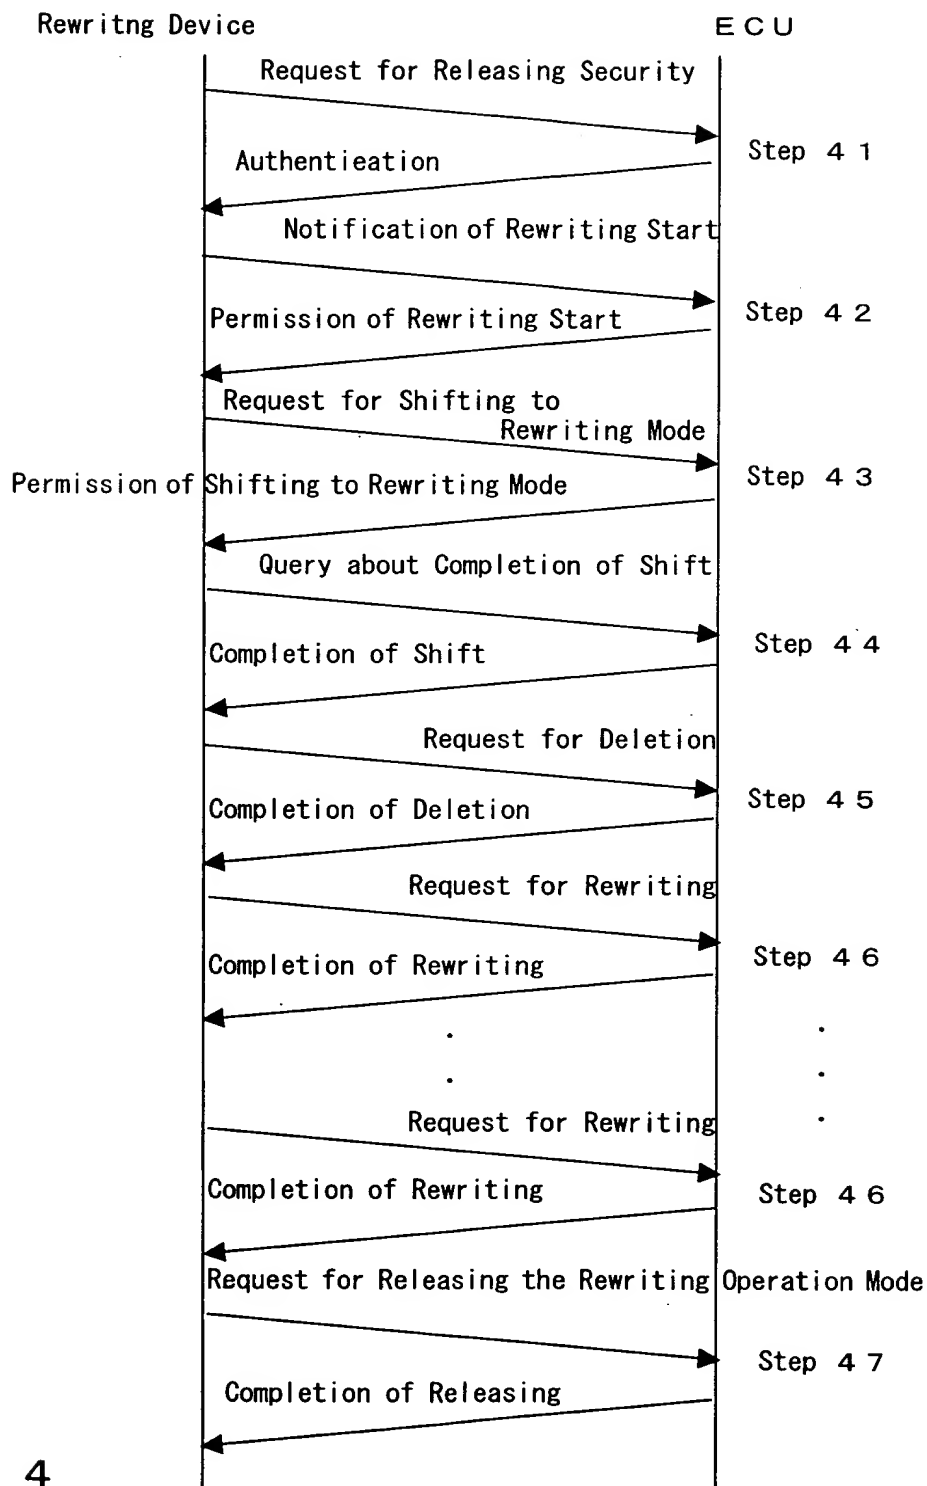 Rewritng Device
ECU
Request for Releasing Security
Step 41
Authentieation
Notification of Rewriting Start
Step 42
Permission of Rewriting Start
Request for Shifting to
Rewriting Mode
Step 43
Permission of Shifting to Rewriting Mode
Query about Completion of Shift
Step 44
Completion of Shift
Request for Deletion
Step 45
Completion of Deletion
Request for Rewriting
Step 46
Completion of Rewriting
Request for Rewriting
Step 46
Completion of Rewriting
Request for Releasing the Rewriting Operation Mode
Step 47
Completion of Releasing
4